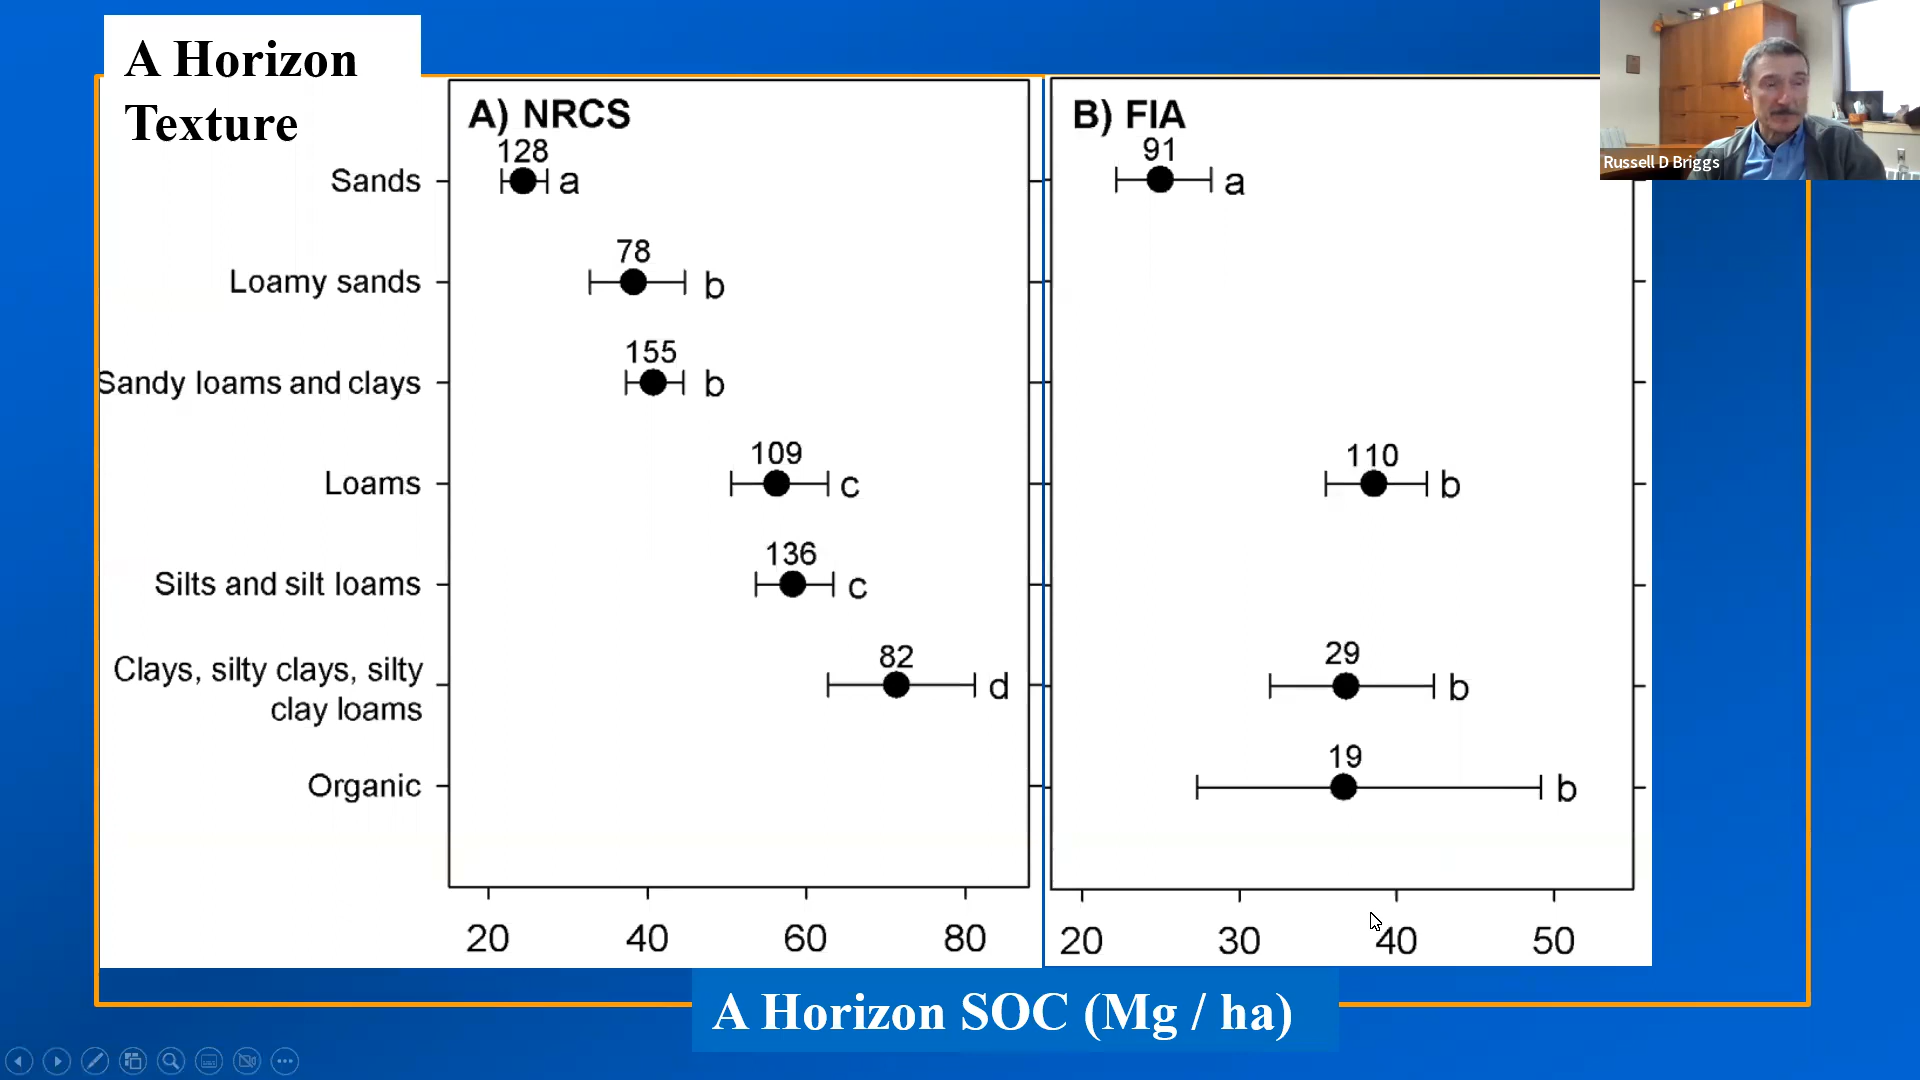 A Horizon
Texture
A) NRCS
B) FIA
Russell D Briggs
Sands
128
a
91
a
Loamy sands
78
b
Sandy loams and clays
155
b
Loams
109
c
110
b
Silts and silt loams
136
c
Clays, silty clays, silty
clay loams
82
d
29
b
Organic
19
b
20 40 60 80
20 30 40 50
A Horizon SOC (Mg / ha)